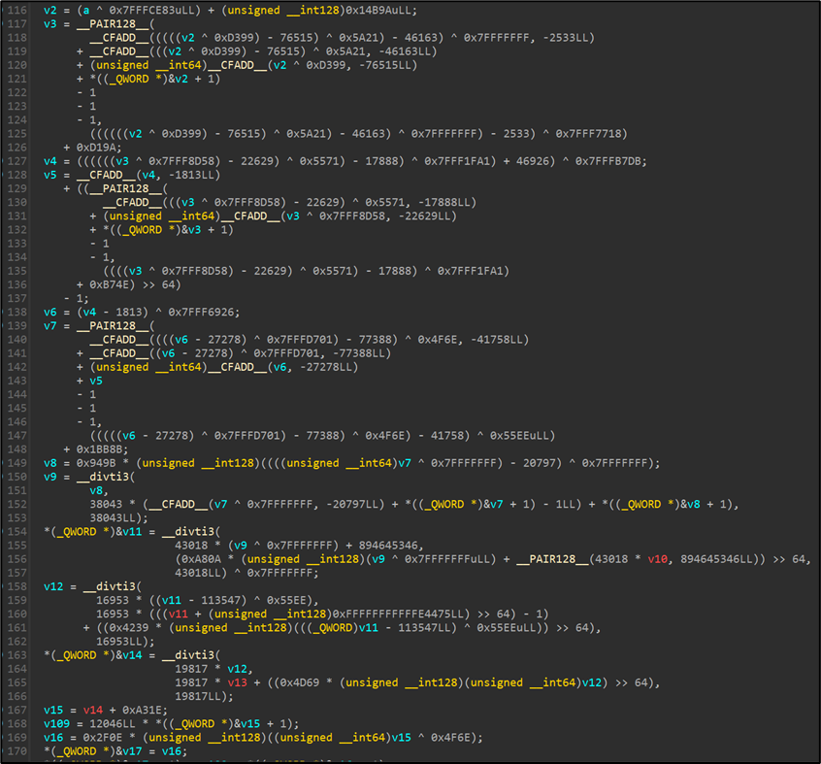 116 v2 = (a ^ 0x7FFFCE83uLL) + (unsigned __int128)0x14B9AuLL;
117 v3 = __PAIR128__(
118 __CFADD__(((((v2 ^ 0xD399) - 76515) ^ 0x5A21) - 46163) ^ 0x7FFFFFFF, -2533LL)
119 + __CFADD__(((v2 ^ 0xD399) - 76515) ^ 0x5A21, -46163LL)
120 + (unsigned __int64)__CFADD__(v2 ^ 0xD399, -76515LL)
121 + *((_QWORD *)&v2 + 1)
122 - 1
123 - 1
124 - 1,
125 ((((((v2 ^ 0xD399) - 76515) ^ 0x5A21) - 46163) ^ 0x7FFFFFFF) - 2533) ^ 0x7FFF7718)
126 + 0xD19A;
127 v4 = ((((((v3 ^ 0x7FFF8D58) - 22629) ^ 0x5571) - 17888) ^ 0x7FFF1FA1) + 46926) ^ 0x7FFFB7DB;
128 v5 = __CFADD__(v4, -1813LL)
129 + ((__PAIR128__(
130 __CFADD__(((v3 ^ 0x7FFF8D58) - 22629) ^ 0x5571, -17888LL)
131 + (unsigned __int64)__CFADD__(v3 ^ 0x7FFF8D58, -22629LL)
132 + *((_QWORD *)&v3 + 1)
133 - 1
134 - 1,
135 ((((v3 ^ 0x7FFF8D58) - 22629) ^ 0x5571) - 17888) ^ 0x7FFF1FA1)
136 + 0xB74E) >> 64)
137 - 1;
138 v6 = (v4 - 1813) ^ 0x7FFF6926;
139 v7 = __PAIR128__(
140 __CFADD__((((v6 - 27278) ^ 0x7FFFD701) - 77388) ^ 0x4F6E, -41758LL)
141 + __CFADD__((v6 - 27278) ^ 0x7FFFD701, -77388LL)
142 + (unsigned __int64)__CFADD__(v6, -27278LL)
143 + v5
144 - 1
145 - 1
146 - 1,
147 (((((v6 - 27278) ^ 0x7FFFD701) - 77388) ^ 0x4F6E) - 41758) ^ 0x55EEuLL)
148 + 0x1BB8B;
149 v8 = 0x949B * (unsigned __int128)((((unsigned __int64)v7 ^ 0x7FFFFFFF) - 20797) ^ 0x7FFFFFFF);
150 v9 = __divti3(
151 v8,
152 38043 * (__CFADD__(v7 ^ 0x7FFFFFFF, -20797LL) + *((_QWORD *)&v7 + 1) - 1LL) + *((_QWORD *)&v8 + 1),
153 38043LL);
154 *(_QWORD *)&v11 = __divti3(
155 43018 * (v9 ^ 0x7FFFFFFF) + 894645346,
156 (0xA80A * (unsigned __int128)(v9 ^ 0x7FFFFFFFuLL) + __PAIR128__(43018 * v10, 894645346LL)) >> 64,
157 43018LL) ^ 0x7FFFFFFF;
158 v12 = __divti3(
159 16953 * ((v11 - 113547) ^ 0x55EE),
160 16953 * (((v11 + (unsigned __int128)0xFFFFFFFFFFFE4475LL) >> 64) - 1)
161 + ((0x4239 * (unsigned __int128)(((_QWORD)v11 - 113547LL) ^ 0x55EEuLL)) >> 64),
162 16953LL);
163 *(_QWORD *)&v14 = __divti3(
164 19817 * v12,
165 19817 * v13 + ((0x4D69 * (unsigned __int128)(unsigned __int64)v12) >> 64),
166 19817LL);
167 v15 = v14 + 0xA31E;
168 v109 = 12046LL * *((_QWORD *)&v15 + 1);
169 v16 = 0x2F0E * (unsigned __int128)((unsigned __int64)v15 ^ 0x4F6E);
170 *(_QWORD *)&v17 = v16;